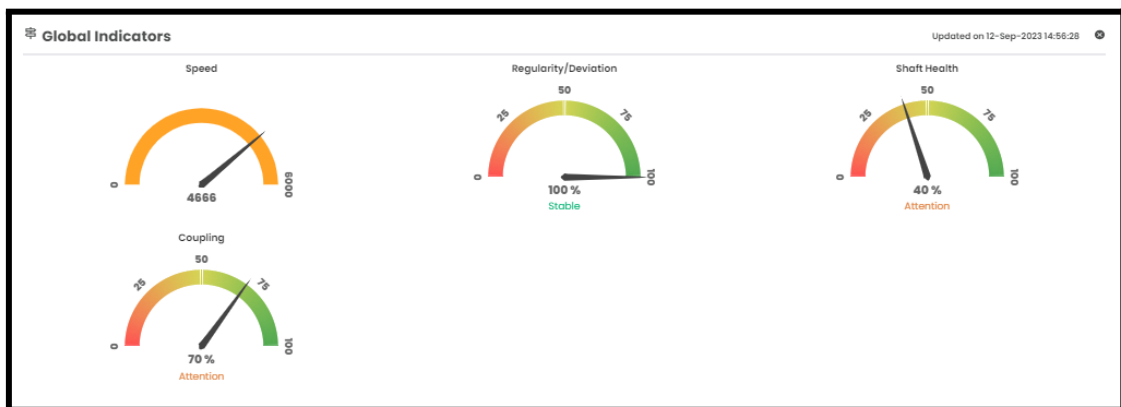 Global Indicators
Updated on 12-Sep-2023 14:56:28
Speed
0
6000
4666
Regularity/Deviation
0
25
50
75
100
100 %
Stable
Shaft Health
0
25
50
75
100
40 %
Attention
Coupling
0
25
50
75
100
70 %
Attention